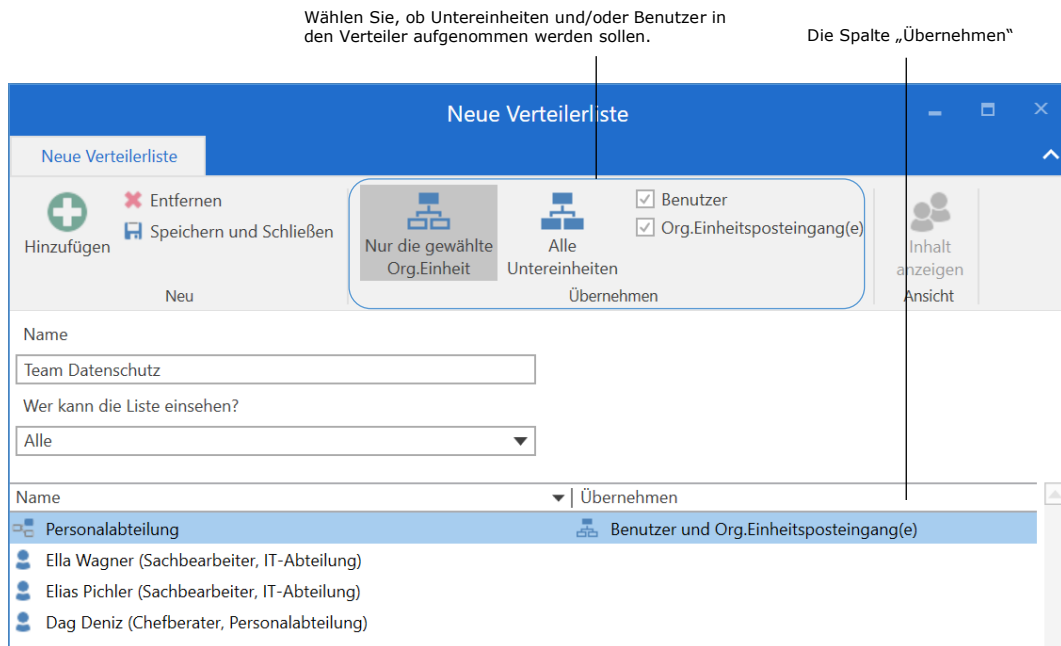 Wählen Sie, ob Untereinheiten und/oder Benutzer in
den Verteiler aufgenommen werden sollen.
Die Spalte „Übernehmen“
Neue Verteilerliste
Neue Verteilerliste
Hinzufügen
Entfernen
Speichern und Schließen
Neu
Nur die gewählte
Org.Einheit
Alle
Untereinheiten
Benutzer
Org.Einheitsposteingang(e)
Übernehmen
Inhalt
anzeigen
Ansicht
Name
Team Datenschutz
Wer kann die Liste einsehen?
Alle
Name Übernehmen
Personalabteilung Benutzer und Org.Einheitsposteingang(e)
Ella Wagner (Sachbearbeiter, IT-Abteilung)
Elias Pichler (Sachbearbeiter, IT-Abteilung)
Dag Deniz (Chefberater, Personalabteilung)